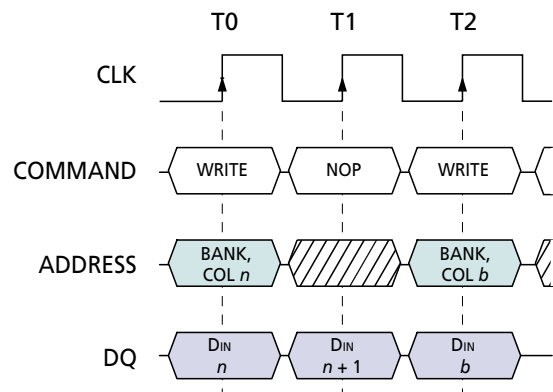 T0 T1 T2
CLK
COMMAND WRITE NOP WRITE
ADDRESS BANK, COL n BANK, COL b
DQ DIN n DIN n + 1 DIN b